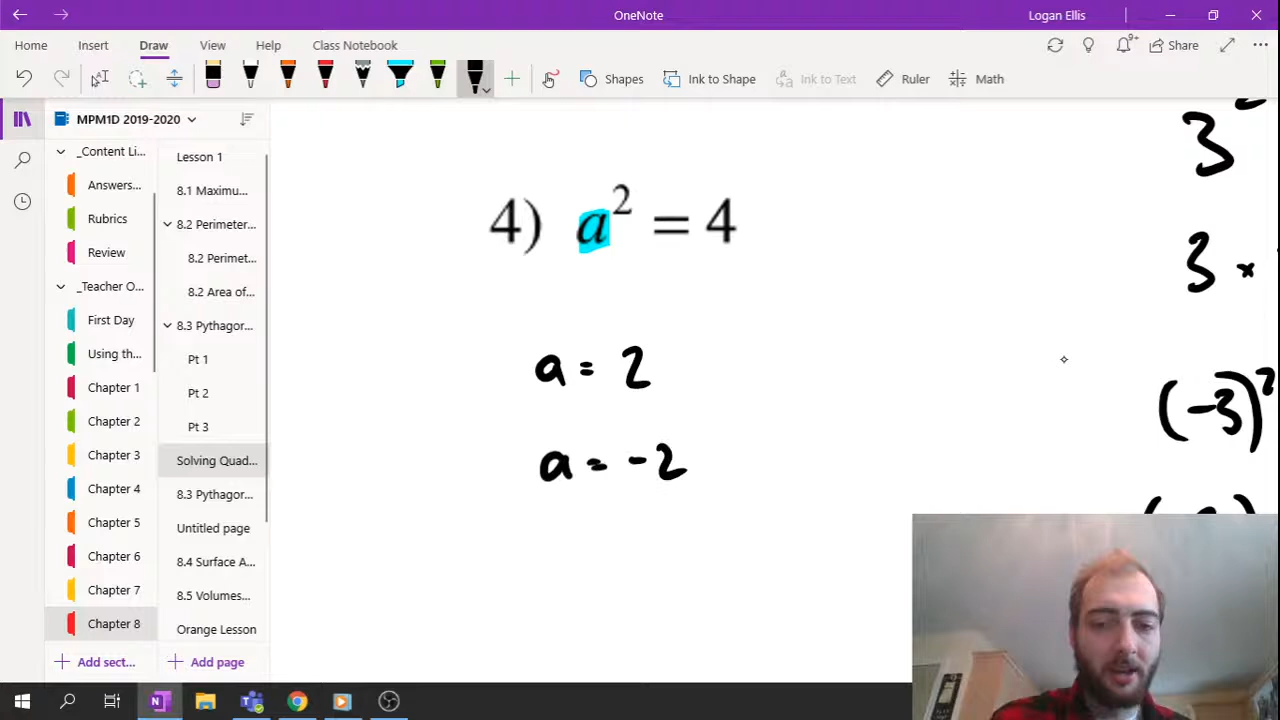 OneNote
Logan Ellis
Home Insert Draw View Help Class Notebook
Share
Shapes Ink to Shape Ink to Text Ruler Math
MPM1D 2019-2020
_Content Li...
Answers...
Rubrics
Review
_Teacher O...
First Day
Using th...
Chapter 1
Chapter 2
Chapter 3
Chapter 4
Chapter 5
Chapter 6
Chapter 7
Chapter 8
Add sect...
Lesson 1
8.1 Maximu...
8.2 Perimeter...
8.2 Perimet...
8.2 Area of...
8.3 Pythagor...
Pt 1
Pt 2
Pt 3
Solving Quad...
8.3 Pythagor...
Untitled page
8.4 Surface A...
8.5 Volumes...
Orange Lesson
Add page
4) a² = 4
a = 2
a = -2
3²
3 ×
(-3)²